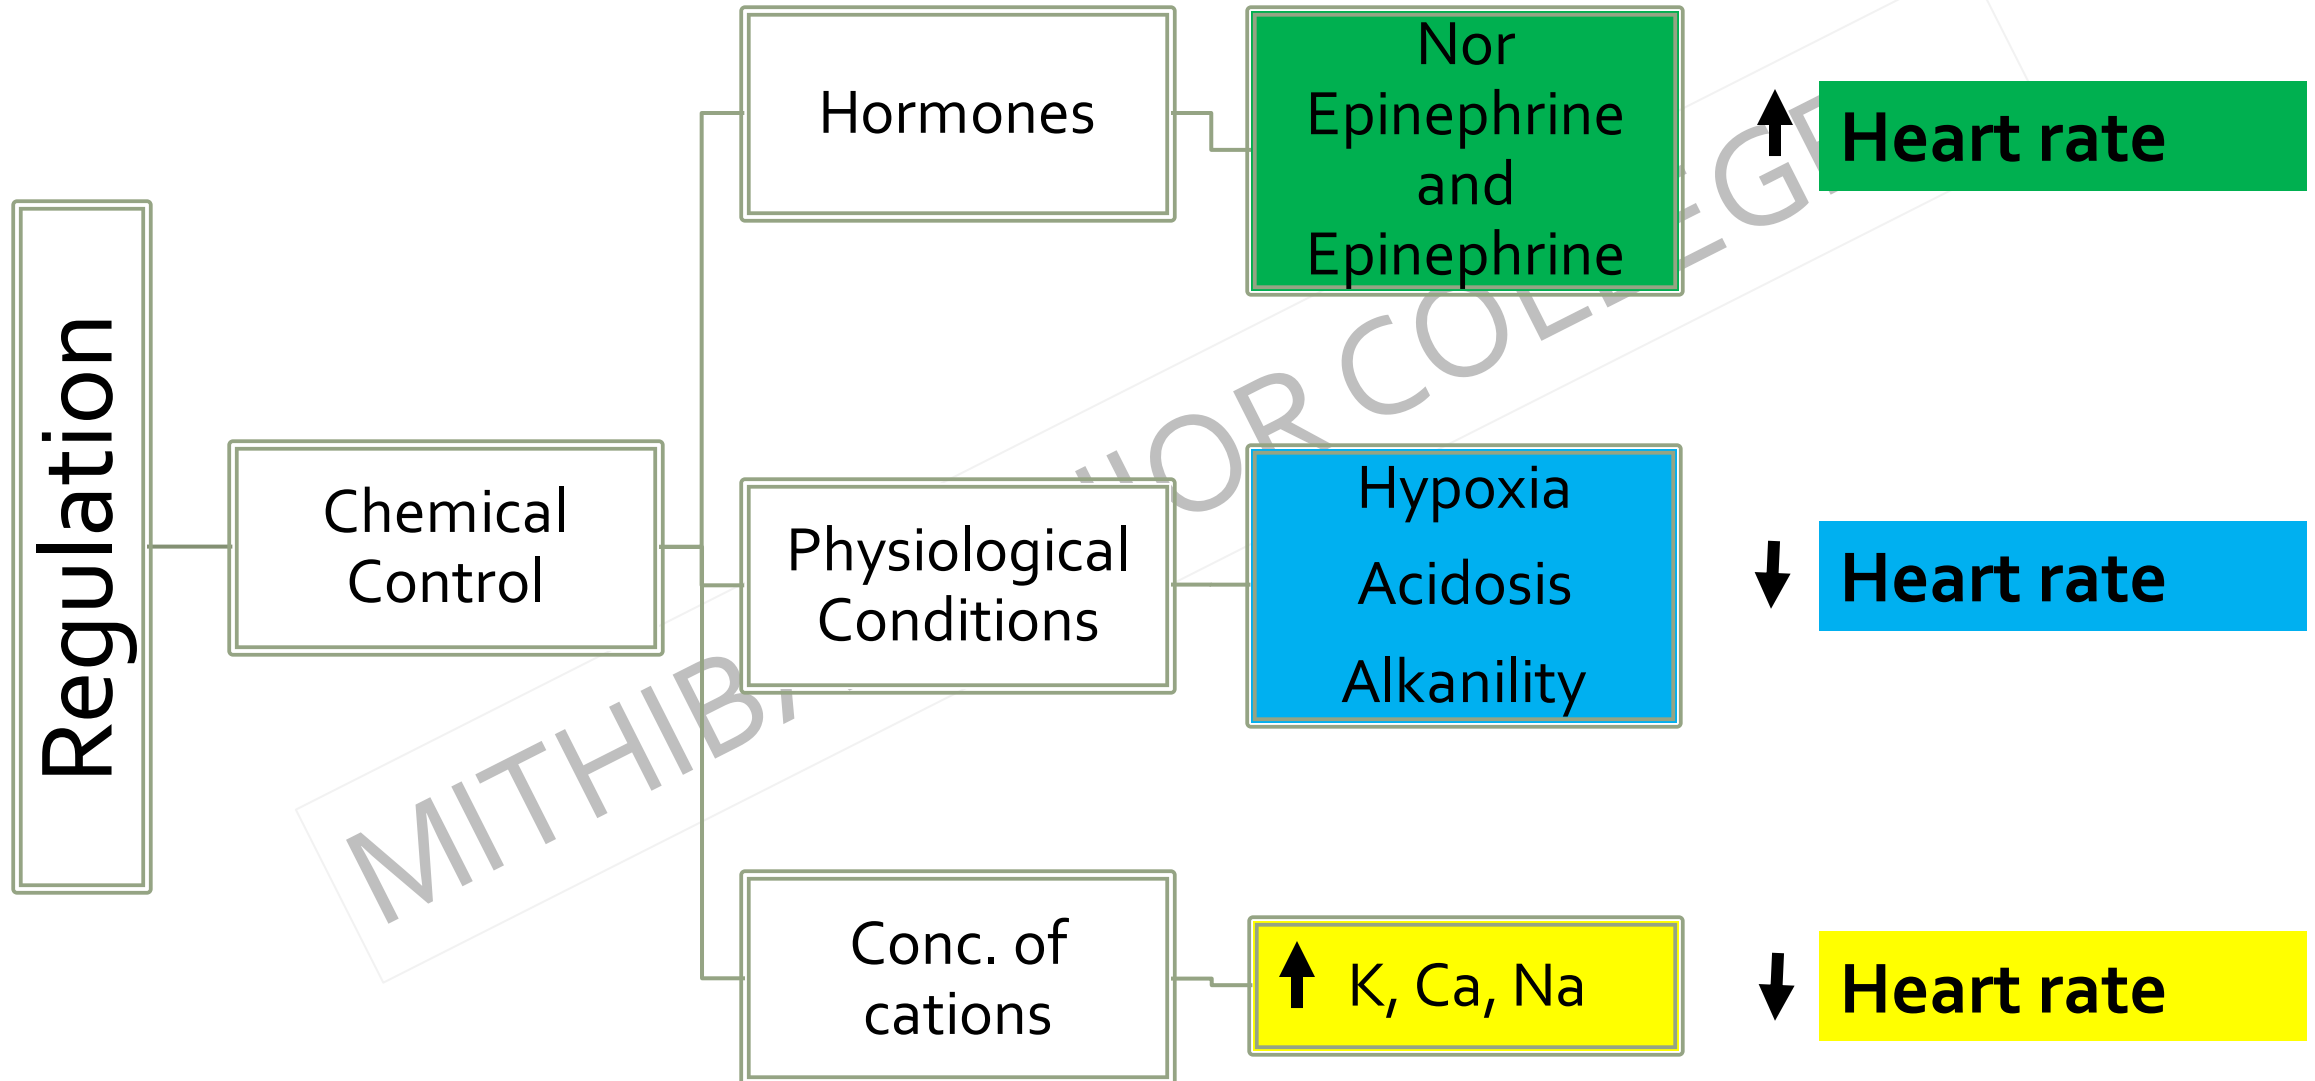 Regulation
Chemical
Control
Hormones
Nor
Epinephrine
and
Epinephrine
Heart rate
Physiological
Conditions
Hypoxia
Acidosis
Alkanility
Heart rate
Conc. of
cations
K, Ca, Na
Heart rate
COLLEGE